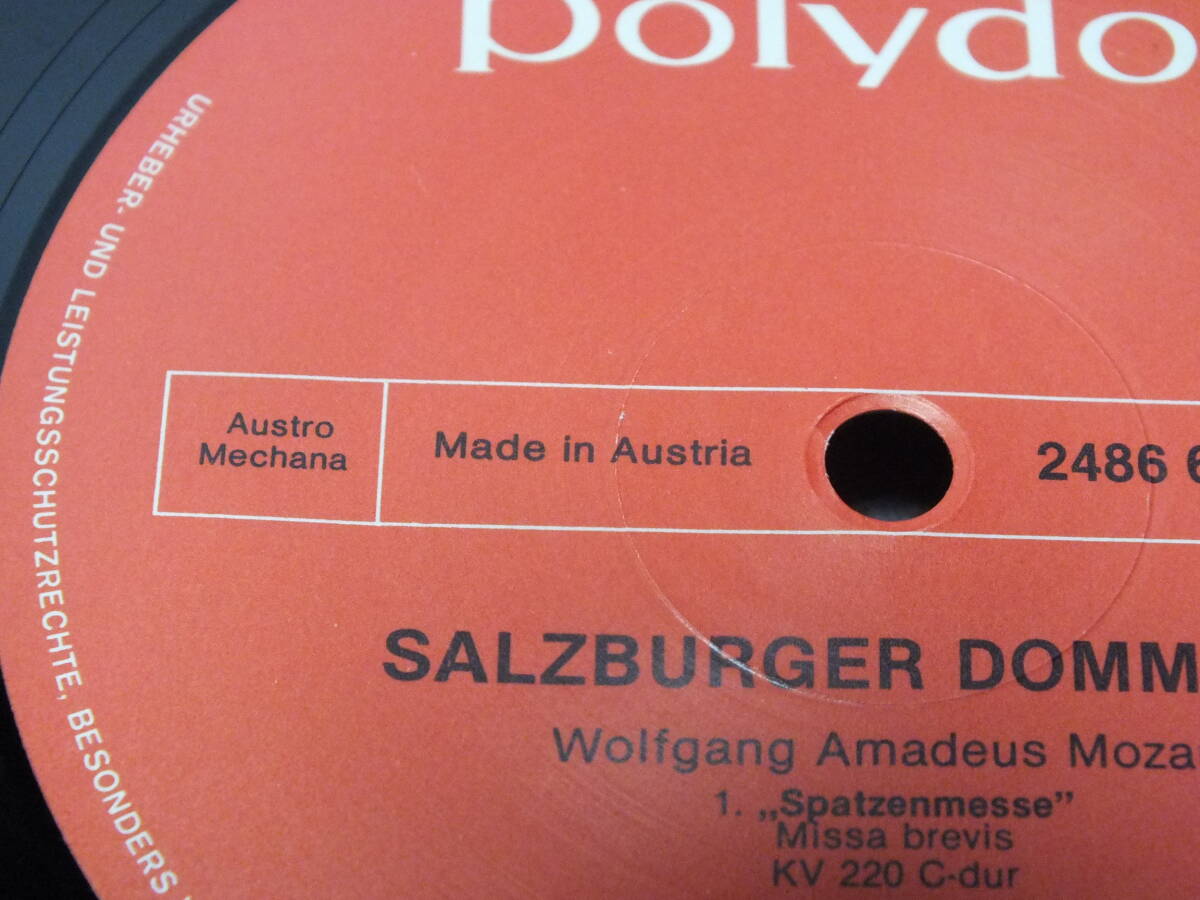 polydo
URHEBER- UND LEISTUNGSSCHUTZRECHTE, BESONDERS
Austro
Mechana
Made in Austria
2486 6
SALZBURGER DOMM
Wolfgang Amadeus Moza
1. „Spatzenmesse”
Missa brevis
KV 220 C-dur